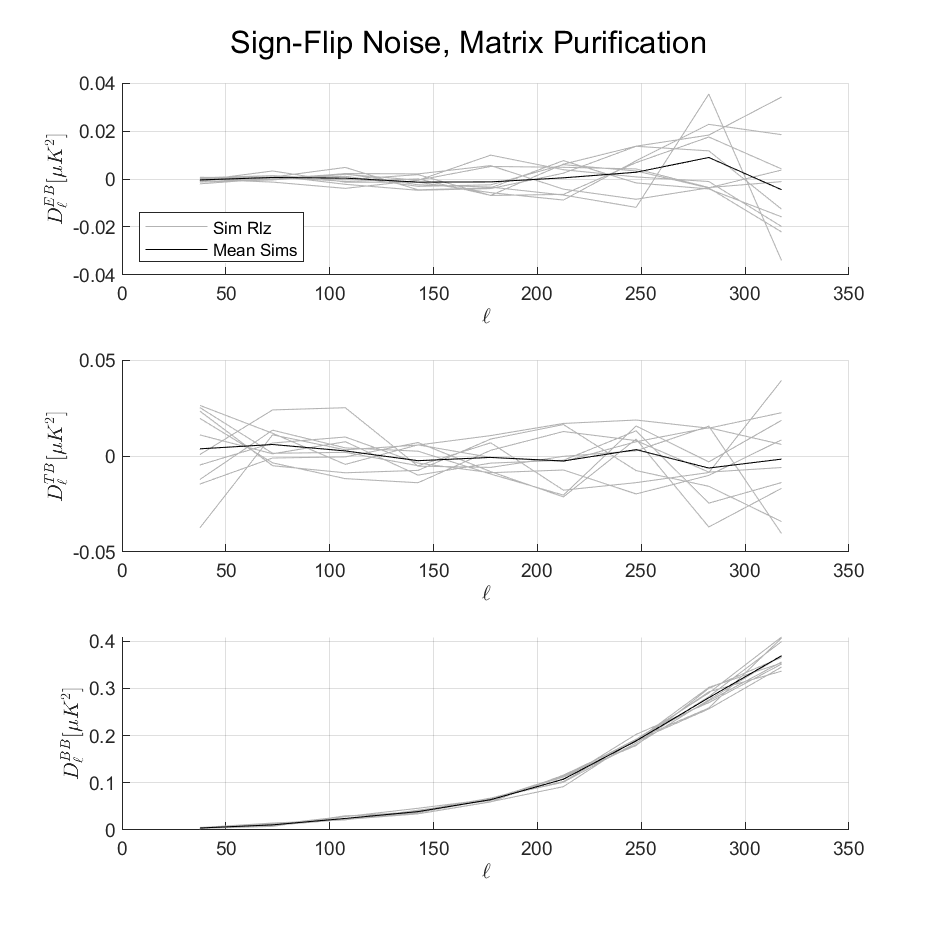 Sign-Flip Noise, Matrix Purification
0.04
0.02
0
-0.02
-0.04
D_ℓ^{EB}[μK²]
Sim Rlz
Mean Sims
0 50 100 150 200 250 300 350
ℓ
0.05
0
-0.05
D_ℓ^{TB}[μK²]
0 50 100 150 200 250 300 350
ℓ
0.4
0.3
0.2
0.1
0
D_ℓ^{BB}[μK²]
0 50 100 150 200 250 300 350
ℓ